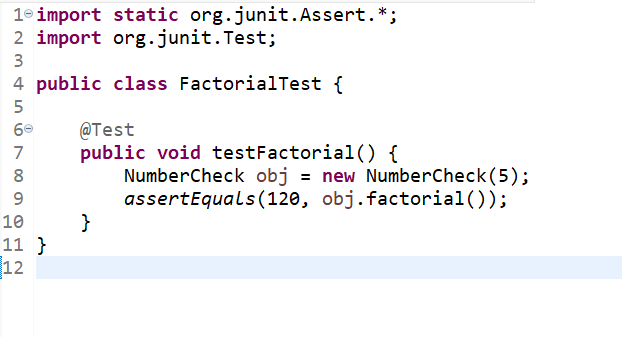 1 import static org.junit.Assert.*;
2 import org.junit.Test;
3
4 public class FactorialTest {
5
6     @Test
7     public void testFactorial() {
8         NumberCheck obj = new NumberCheck(5);
9         assertEquals(120, obj.factorial());
10     }
11 }
12